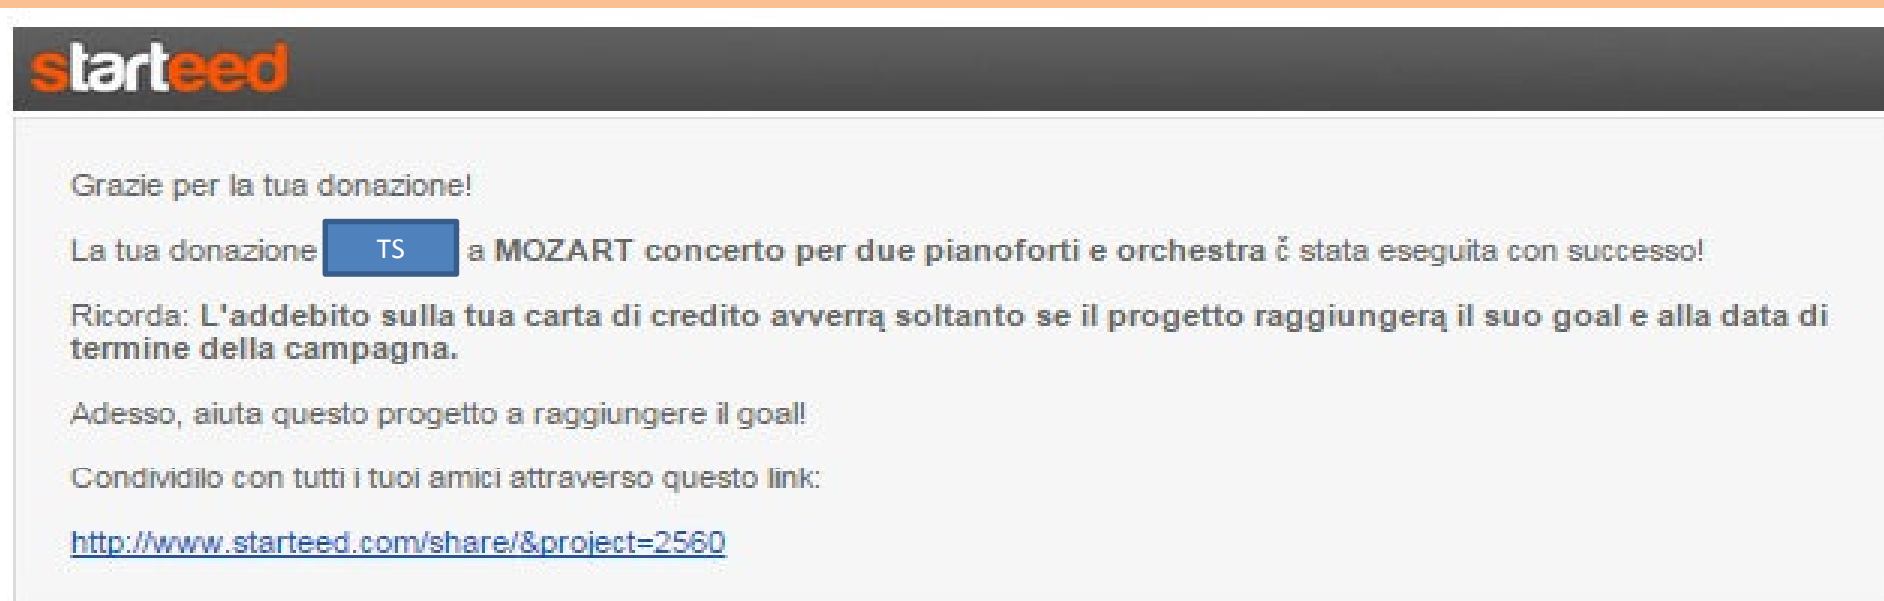 starteed
Grazie per la tua donazione!
La tua donazione TS a MOZART concerto per due pianoforti e orchestra č stata eseguita con successo!
Ricorda: L'addebito sulla tua carta di credito avverrą soltanto se il progetto raggiungerą il suo goal e alla data di
termine della campagna.
Adesso, aiuta questo progetto a raggiungere il goal!
Condividilo con tutti i tuoi amici attraverso questo link:
http://www.starteed.com/share/&project=2560